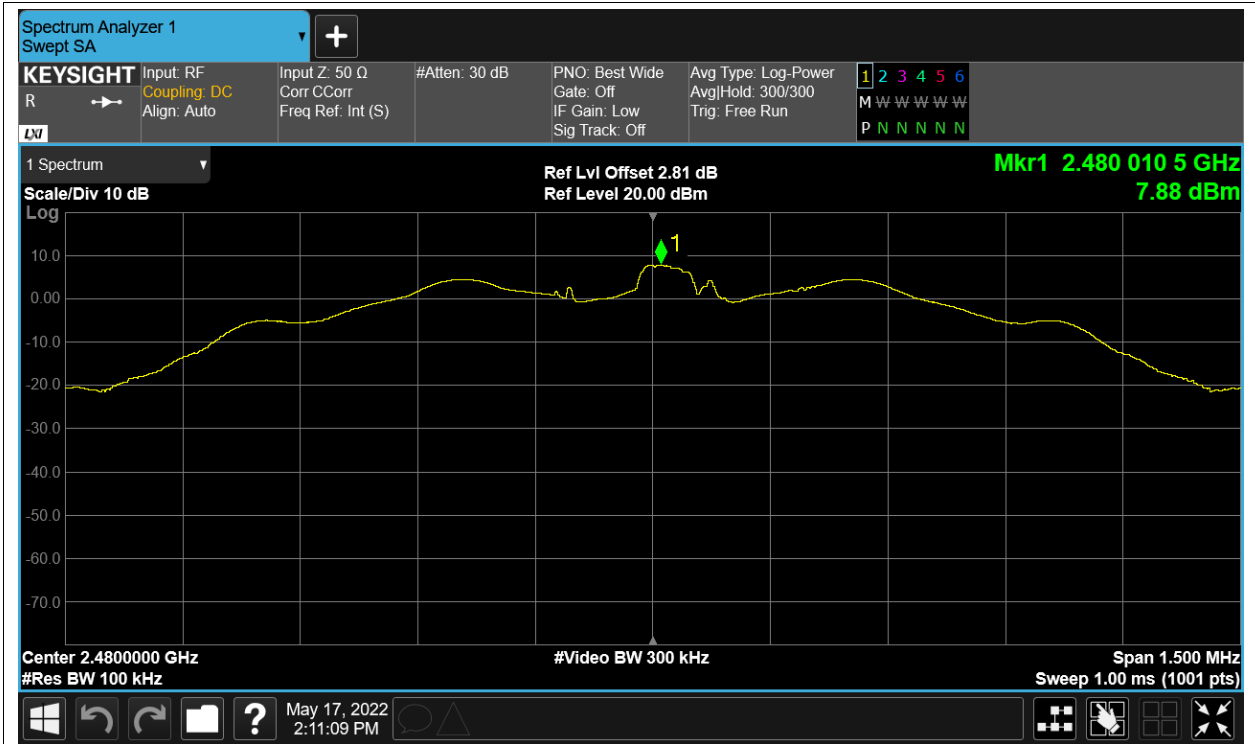 Spectrum Analyzer 1
Swept SA
KEYSIGHT
R
LXI
Input: RF
Coupling: DC
Align: Auto
Input Z: 50 Ω
Corr CCorr
Freq Ref: Int (S)
#Atten: 30 dB
PNO: Best Wide
Gate: Off
IF Gain: Low
Sig Track: Off
Avg Type: Log-Power
Avg|Hold: 300/300
Trig: Free Run
1 2 3 4 5 6
M W W W W W
P N N N N N
1 Spectrum
Scale/Div 10 dB
Log
Ref Lvl Offset 2.81 dB
Ref Level 20.00 dBm
Mkr1 2.480 010 5 GHz
7.88 dBm
1
10.0
0.00
-10.0
-20.0
-30.0
-40.0
-50.0
-60.0
-70.0
Center 2.4800000 GHz
#Res BW 100 kHz
#Video BW 300 kHz
Span 1.500 MHz
Sweep 1.00 ms (1001 pts)
?
May 17, 2022
2:11:09 PM